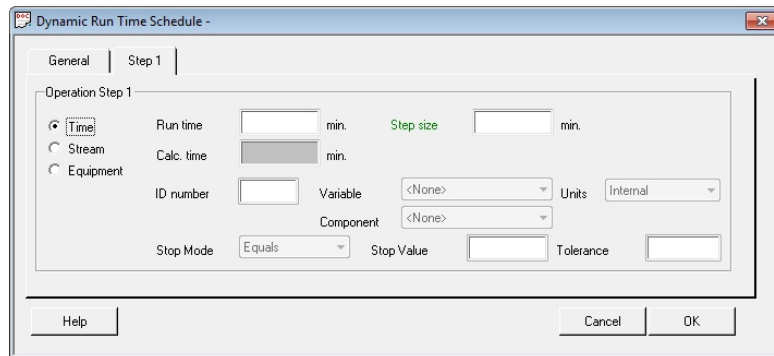 Dynamic Run Time Schedule -
General Step 1
Operation Step 1
Time Run time min. Step size min.
Stream Calc. time min.
Equipment
ID number Variable <None> Units Internal
Component <None>
Stop Mode Equals Stop Value Tolerance
Help Cancel OK